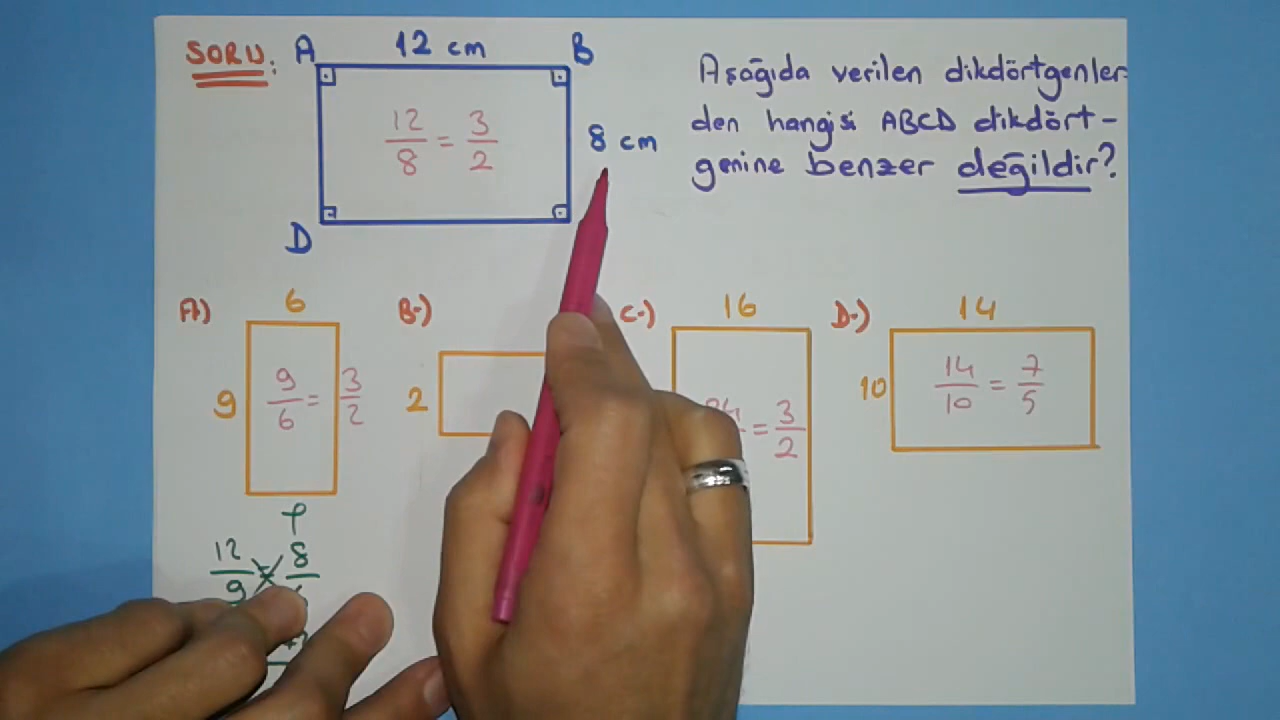 SORU:
A 12 cm B
12/8 = 3/2
8 cm
D
Aşağıda verilen dikdörtgenler-
den hangisi ABCD dikdört-
genine benzer değildir?
A)
6
9
9/6 = 3/2
B-)
2
C-)
16
= 3/2
D-)
14
10
14/10 = 7/5
12
8
9